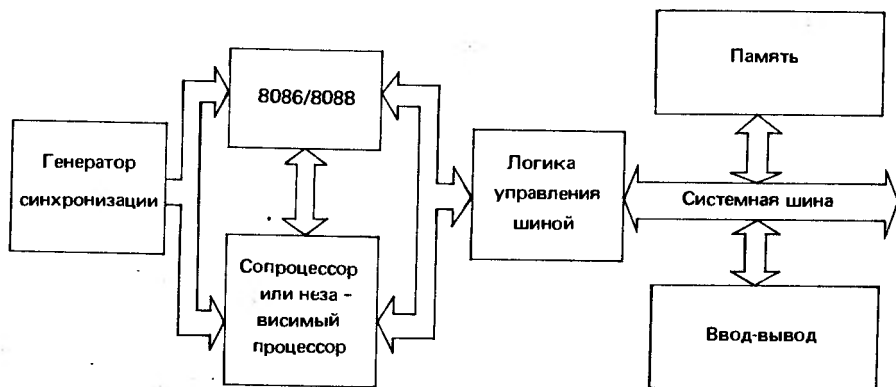 Генератор
синхронизации
8086/8088
Сопроцессор
или неза -
висимый
процессор
Логика
управления
шиной
Память
Системная шина
Ввод-вывод